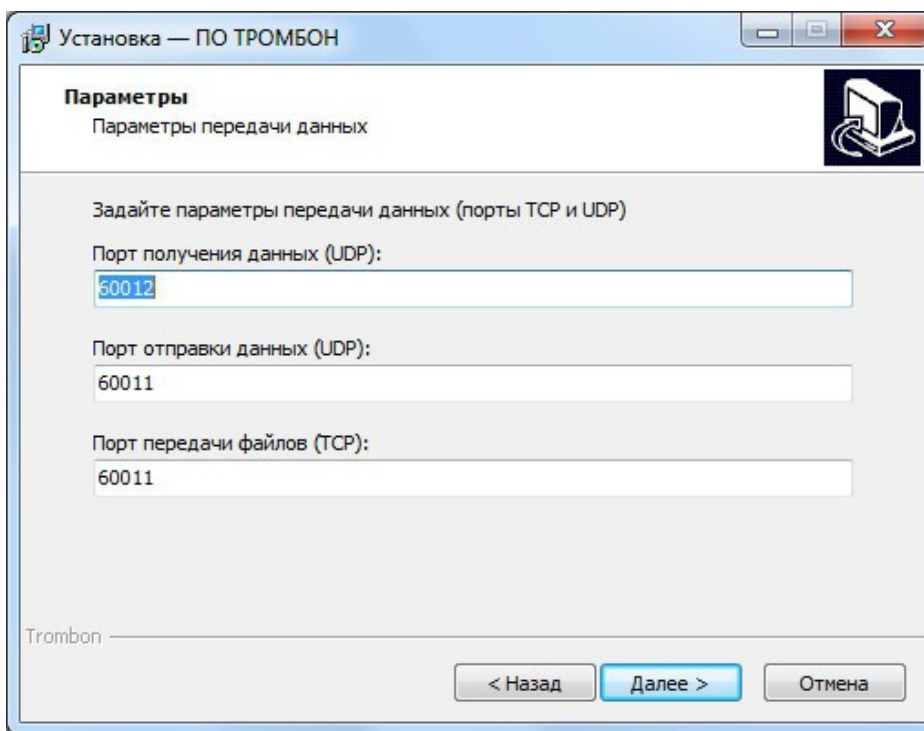 Установка — ПО ТРОМБОН
Параметры
Параметры передачи данных
Задайте параметры передачи данных (порты TCP и UDP)
Порт получения данных (UDP):
60012
Порт отправки данных (UDP):
60011
Порт передачи файлов (TCP):
60011
Trombon
< Назад
Далее >
Отмена